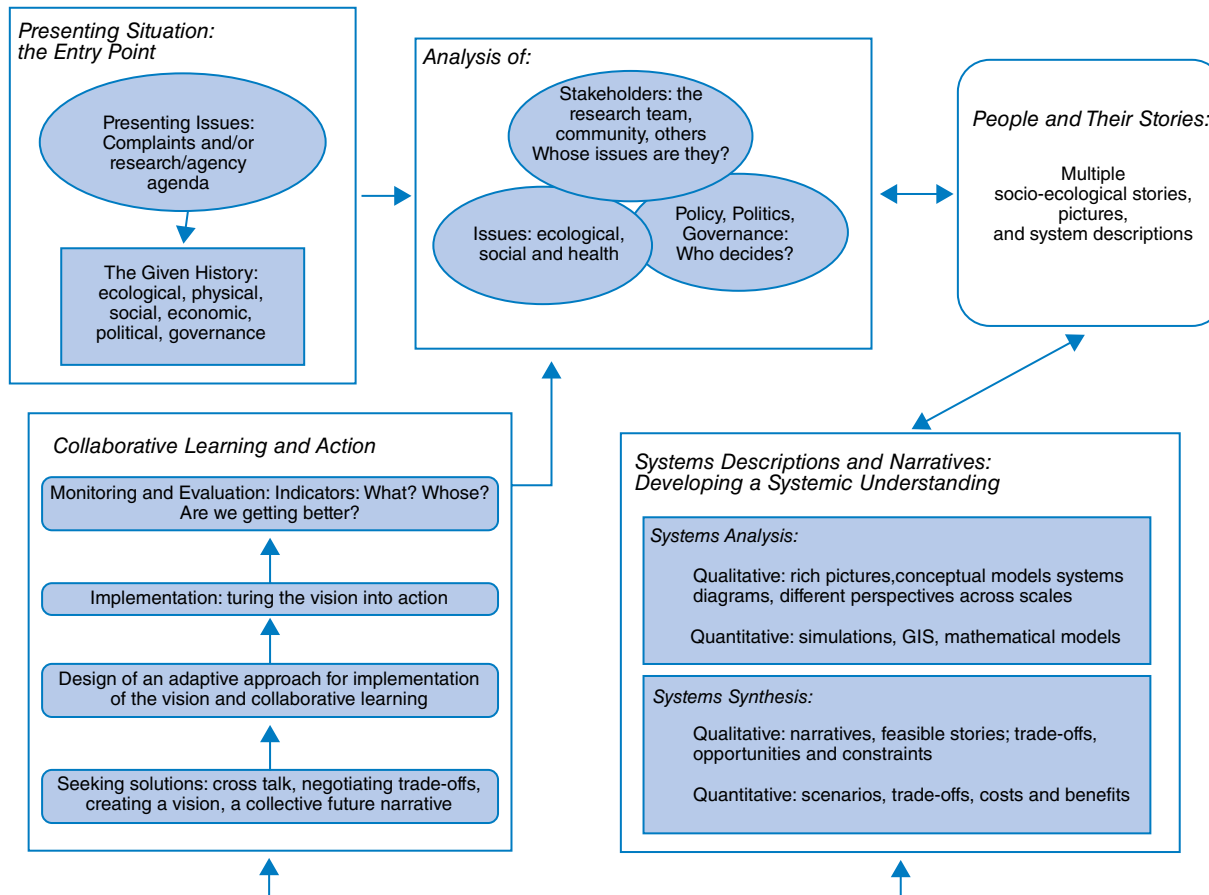 Presenting Situation:
the Entry Point
Presenting Issues:
Complaints and/or
research/agency
agenda
The Given History:
ecological, physical,
social, economic,
political, governance
Analysis of:
Stakeholders: the
research team,
community, others
Whose issues are they?
Issues: ecological,
social and health
Policy, Politics,
Governance:
Who decides?
People and Their Stories:
Multiple
socio-ecological stories,
pictures,
and system descriptions
Collaborative Learning and Action
Monitoring and Evaluation: Indicators: What? Whose?
Are we getting better?
Implementation: turing the vision into action
Design of an adaptive approach for implementation
of the vision and collaborative learning
Seeking solutions: cross talk, negotiating trade-offs,
creating a vision, a collective future narrative
Systems Descriptions and Narratives:
Developing a Systemic Understanding
Systems Analysis:
Qualitative: rich pictures,conceptual models systems
diagrams, different perspectives across scales
Quantitative: simulations, GIS, mathematical models
Systems Synthesis:
Qualitative: narratives, feasible stories; trade-offs,
opportunities and constraints
Quantitative: scenarios, trade-offs, costs and benefits